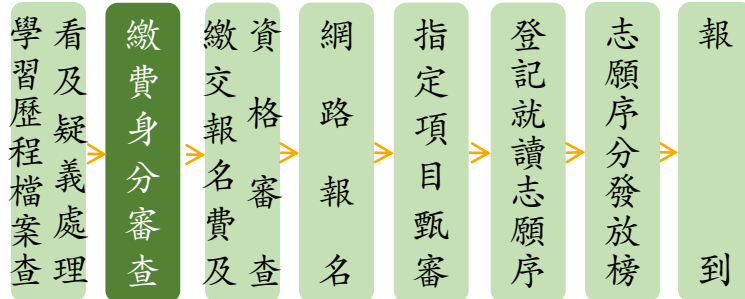 學習歷程檔案查
看及疑義處理
繳費身分審查
繳交報名費及
資格審查
網路報名
指定項目甄審
登記就讀志願序
志願序分發放榜
報到